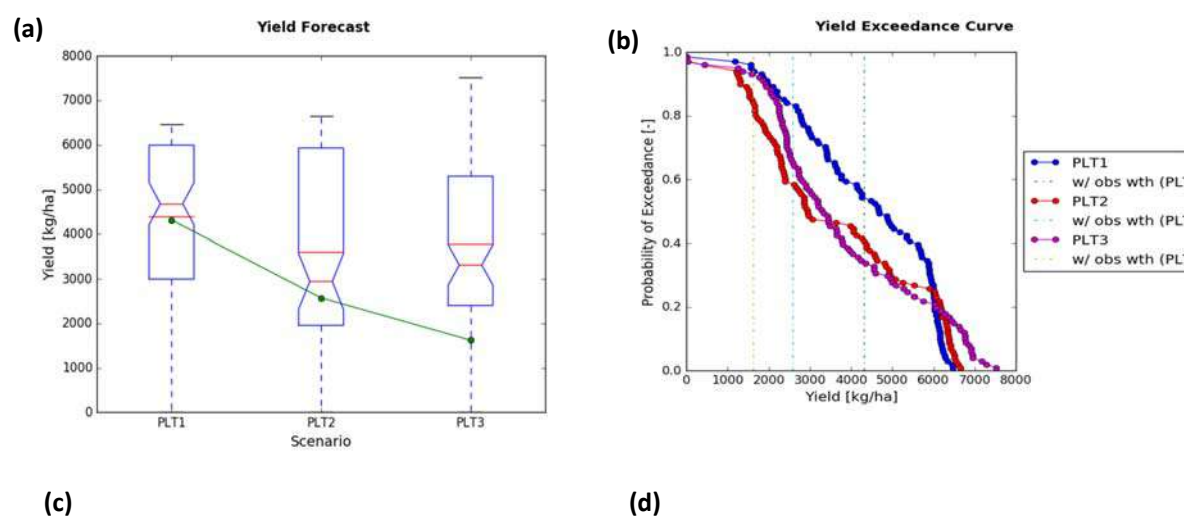 (a)
Yield Forecast
Yield [kg/ha]
8000
7000
6000
5000
4000
3000
2000
1000
0
PLT1 PLT2 PLT3
Scenario
(b)
Yield Exceedance Curve
Probability of Exceedance [-]
1.0
0.8
0.6
0.4
0.2
0.0
0 1000 2000 3000 4000 5000 6000 7000 8000
Yield [kg/ha]
PLT1
w/ obs wth (PLT
PLT2
w/ obs wth (PLT
PLT3
w/ obs wth (PLT
(c)
(d)